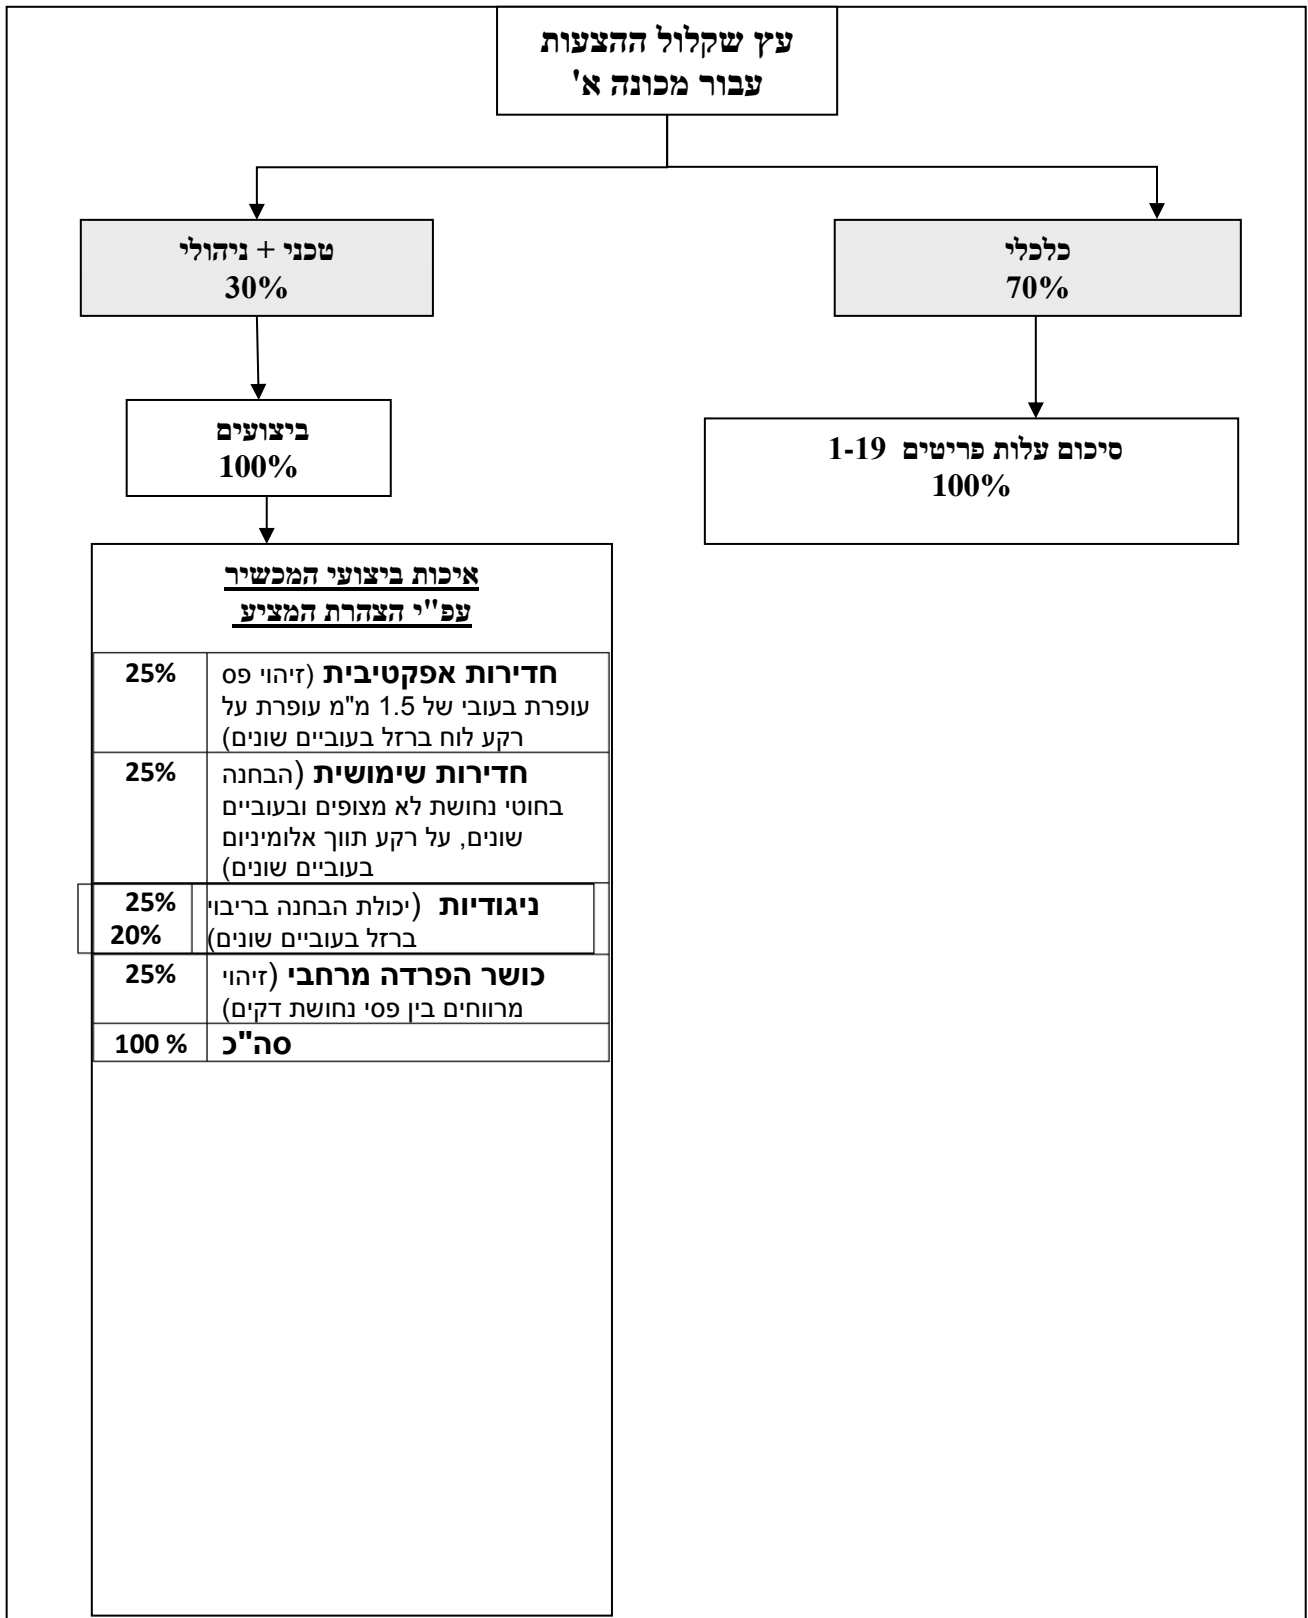 עץ שקלול ההצעות
עבור מכונה א'
כלכלי
70%
טכני + ניהולי
30%
סיכום עלות פריטים 1-19
100%
ביצועים
100%
איכות ביצועי המכשיר
עפ"י הצהרת המציע
חדירות אפקטיבית (זיהוי פס 25%
עופרת בעובי של 1.5 מ"מ עופרת על
רקע לוח ברזל בעוביים שונים)
חדירות שימושית (הבחנה 25%
בחוטי נחושת לא מצופים ובעוביים
שונים, על רקע תווך אלומיניום
בעוביים שונים)
ניגודיות (יכולת הבחנה בריבוי 25%
ברזל בעוביים שונים) 20%
כושר הפרדה מרחבי (זיהוי 25%
מרווחים בין פסי נחושת דקים)
סה"כ 100 %